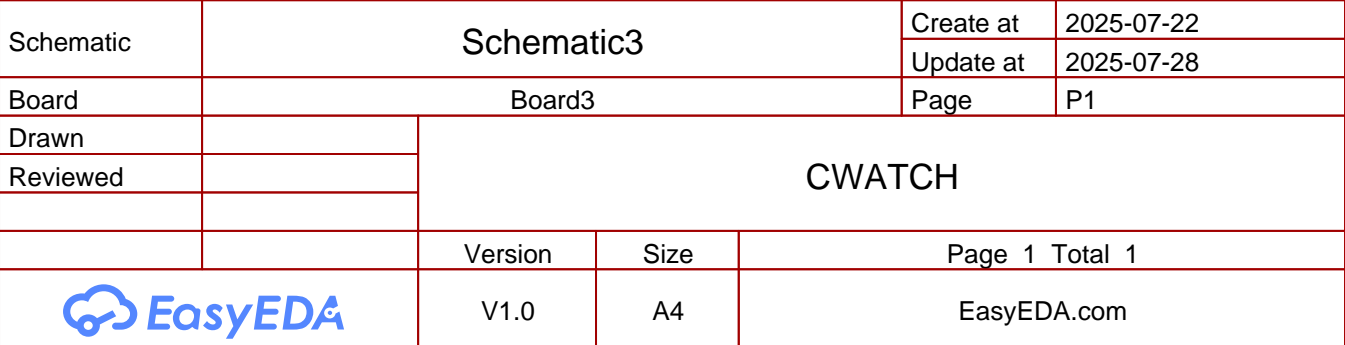 Schematic
Schematic3
Create at
2025-07-22
Update at
2025-07-28
Board
Board3
Page
P1
Drawn
Reviewed
CWATCH
Version
Size
Page 1 Total 1
EasyEDA
V1.0
A4
EasyEDA.com